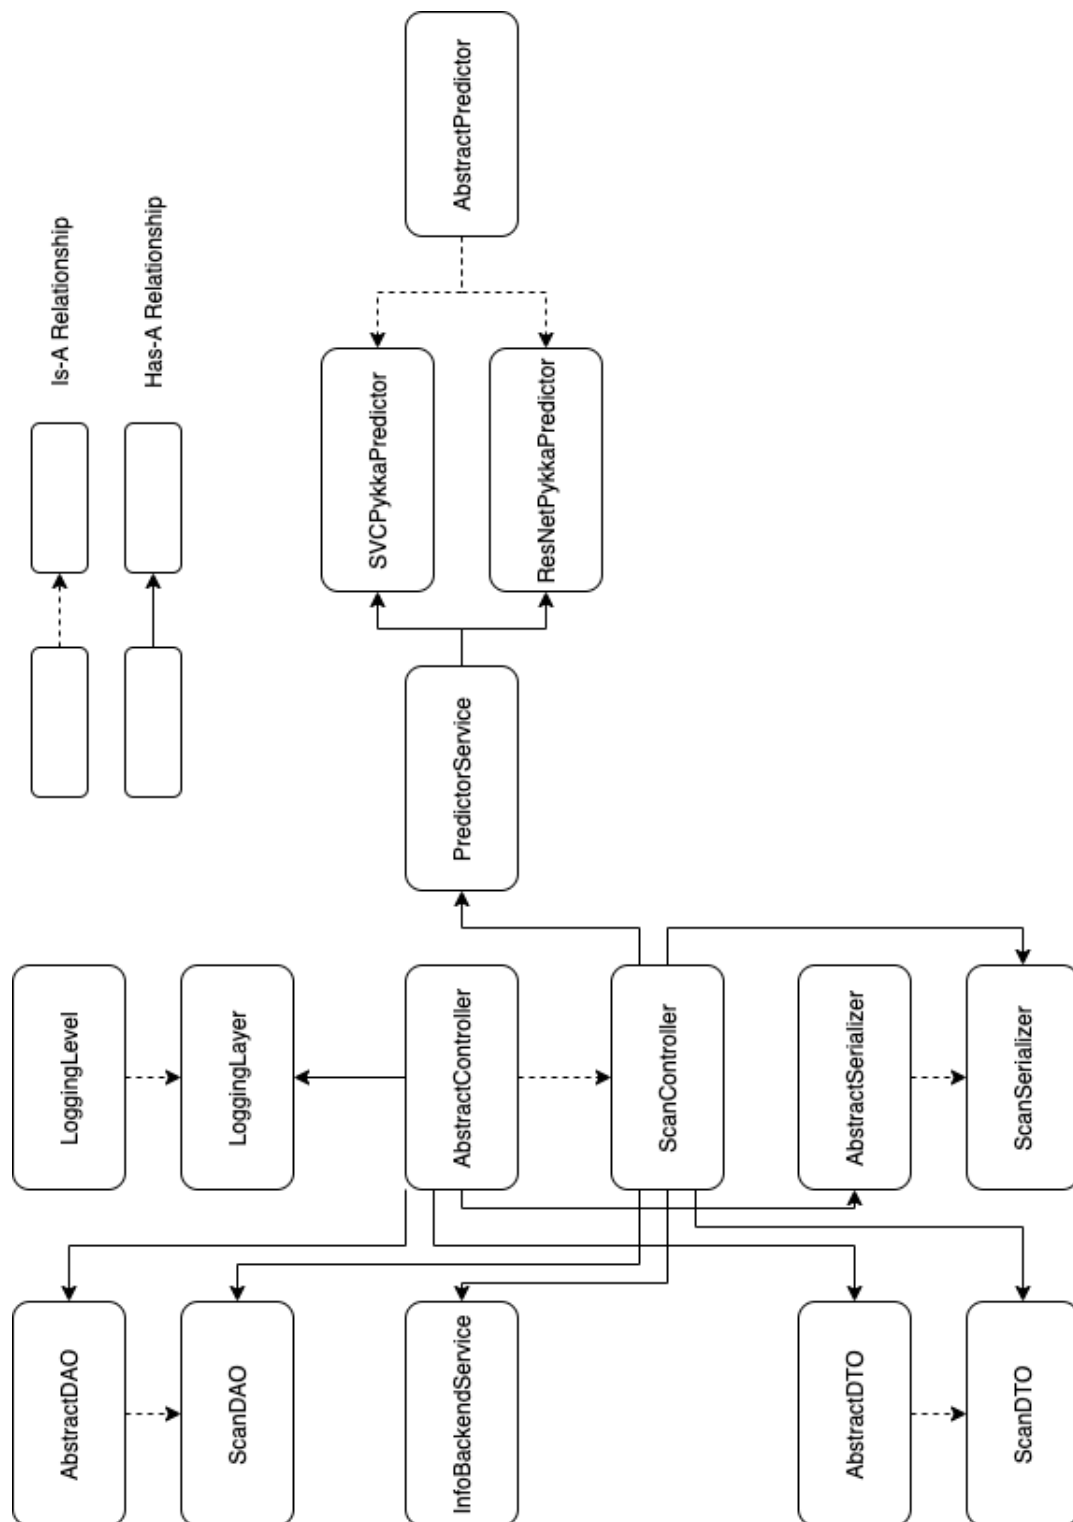 Is-A Relationship
Has-A Relationship
AbstractPredictor
SVCPykkaPredictor
ResNetPykkaPredictor
PredictorService
LoggingLevel
LoggingLayer
AbstractController
ScanController
AbstractSerializer
ScanSerializer
AbstractDAO
ScanDAO
InfoBackendService
AbstractDTO
ScanDTO